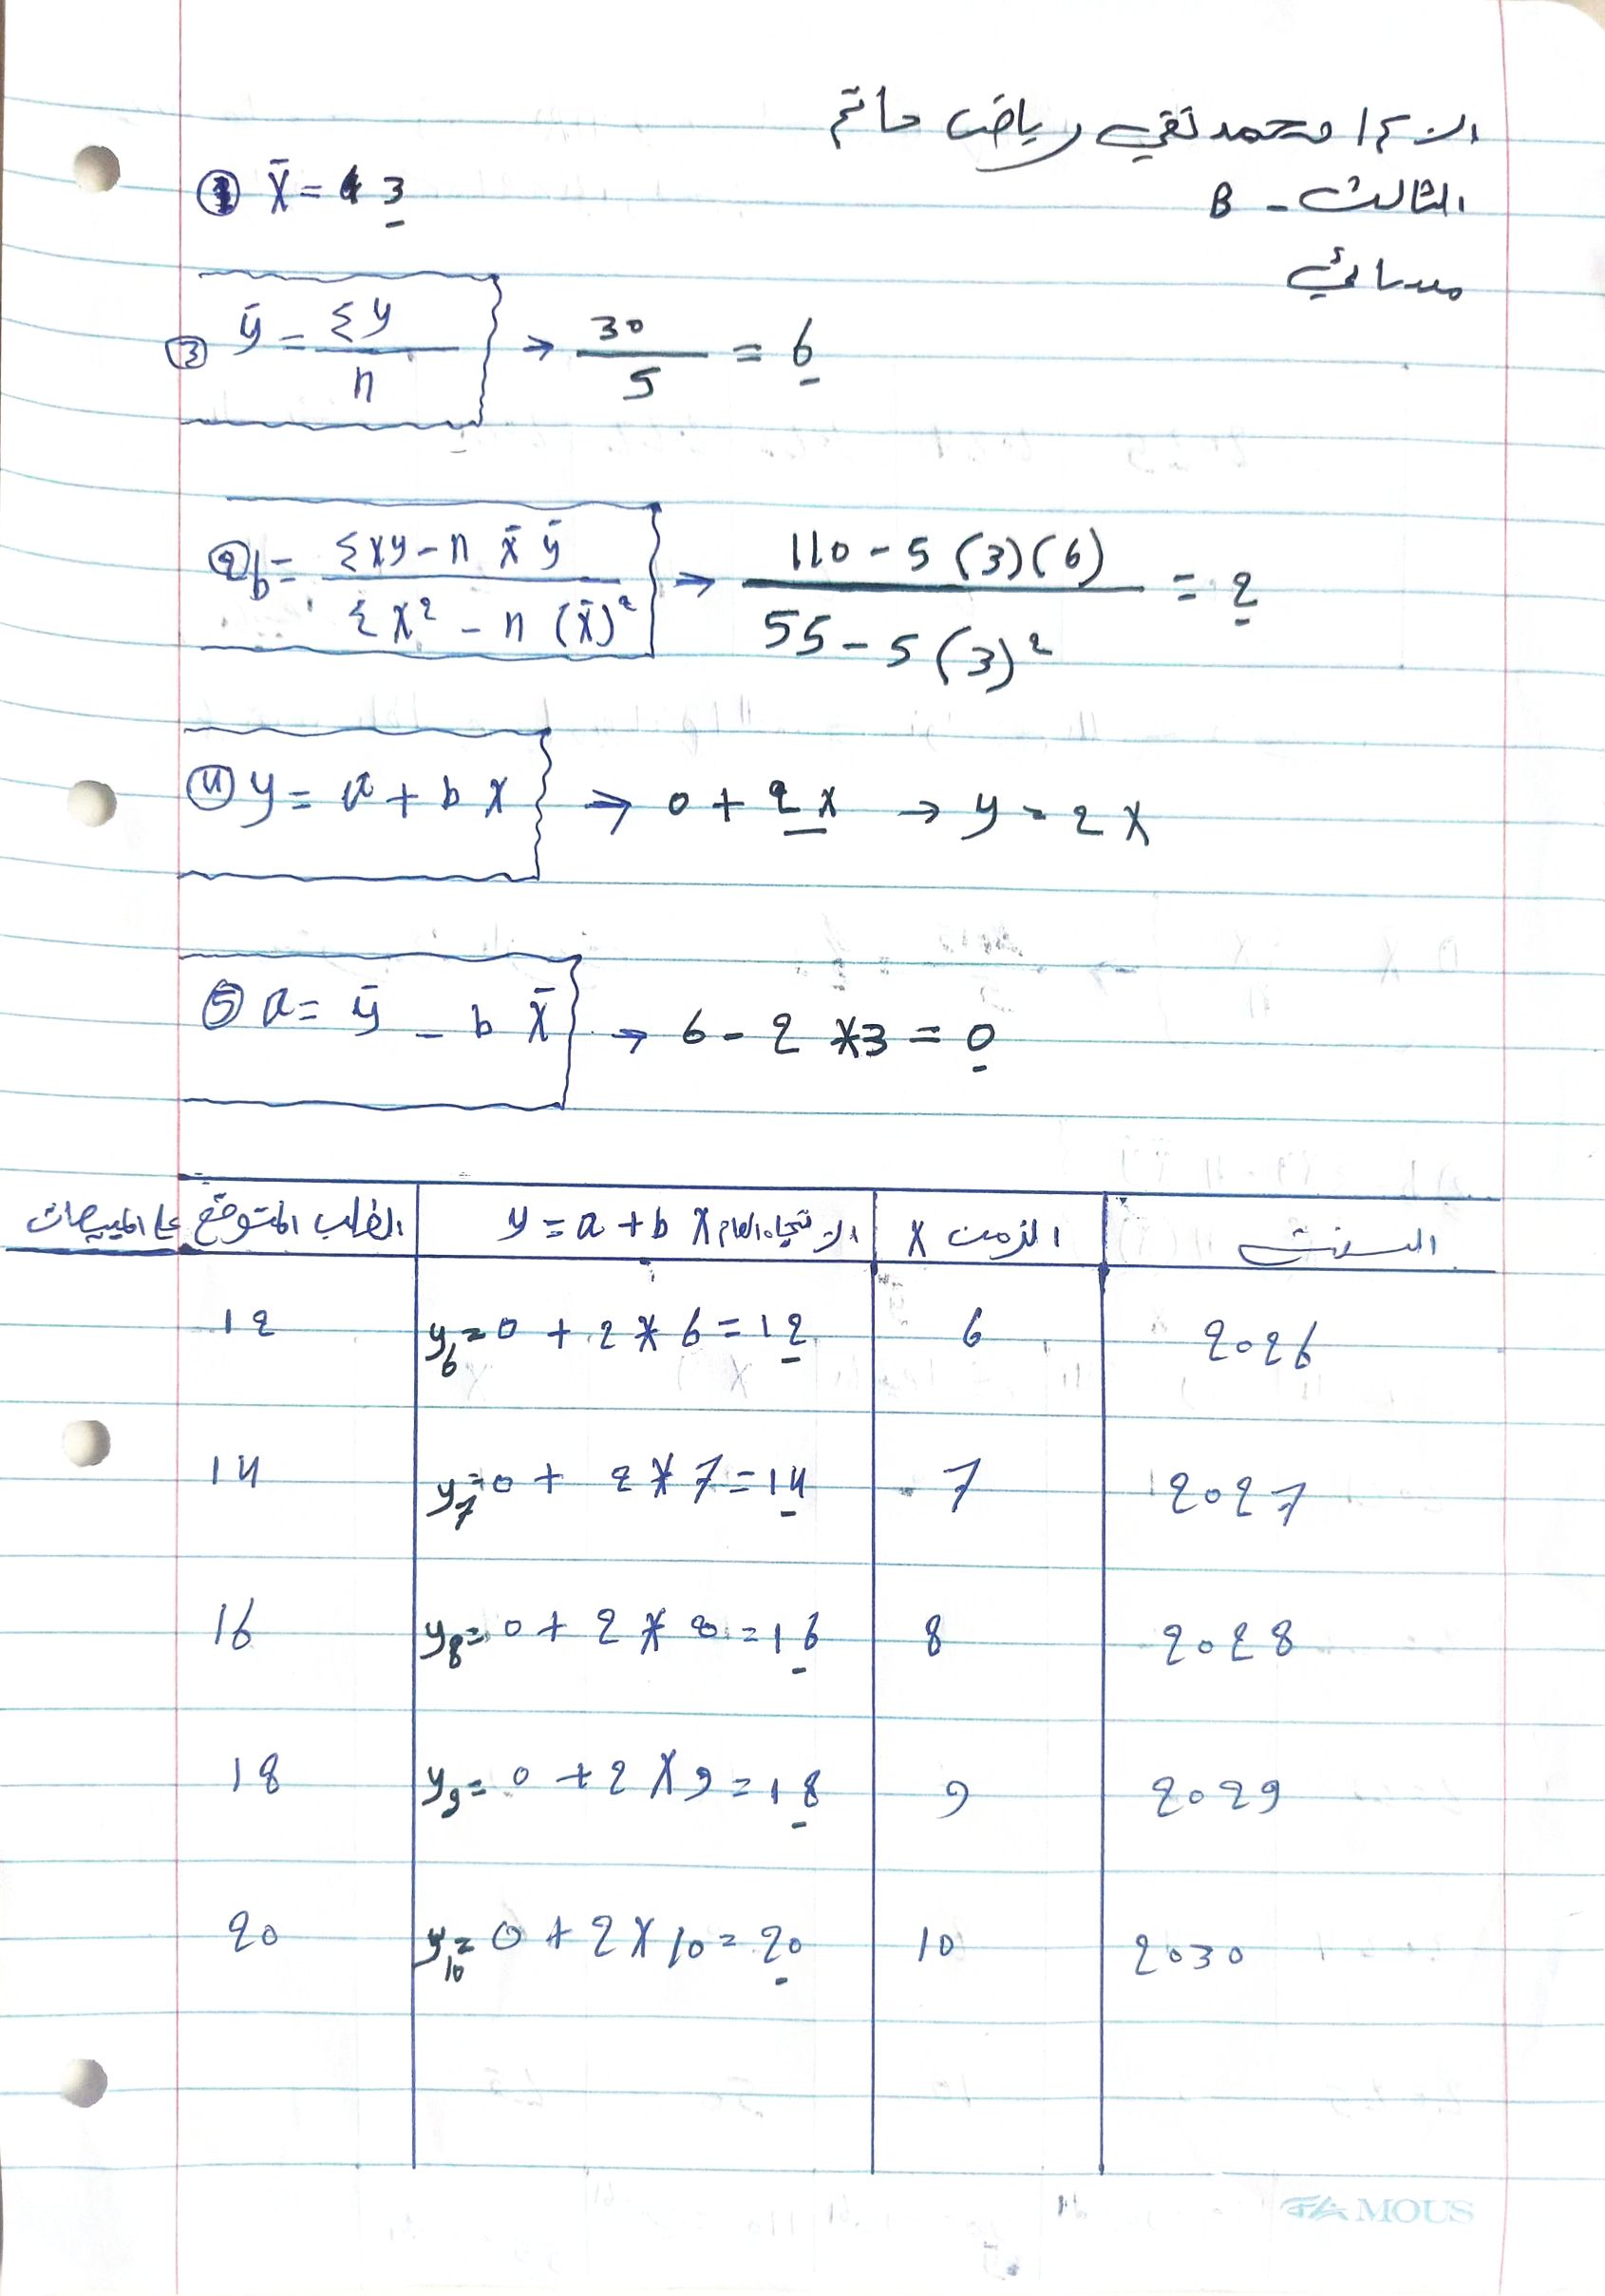 الاسم / محمد تقي رياض حاتم
الثالث - B
مسائي
① x̄ = 3
③ ȳ = Σy / n → 30 / 5 = 6
② b = Σxy - n x̄ ȳ / Σx² - n (x̄)² → 110 - 5 (3)(6) / 55 - 5 (3)² = 2
④ y = a + b x → 0 + 2x → y = 2x
⑤ a = ȳ - b x̄ → 6 - 2 * 3 = 0
السنة | الزمن x | الاتجاه العام y = a + b x | الطلب المتوقع على المبيعات
2026 | 6 | y₆ = 0 + 2 * 6 = 12 | 12
2027 | 7 | y₇ = 0 + 2 * 7 = 14 | 14
2028 | 8 | y₈ = 0 + 2 * 8 = 16 | 16
2029 | 9 | y₉ = 0 + 2 X 9 = 18 | 18
2030 | 10 | y₁₀ = 0 + 2 X 10 = 20 | 20
FAMOUS